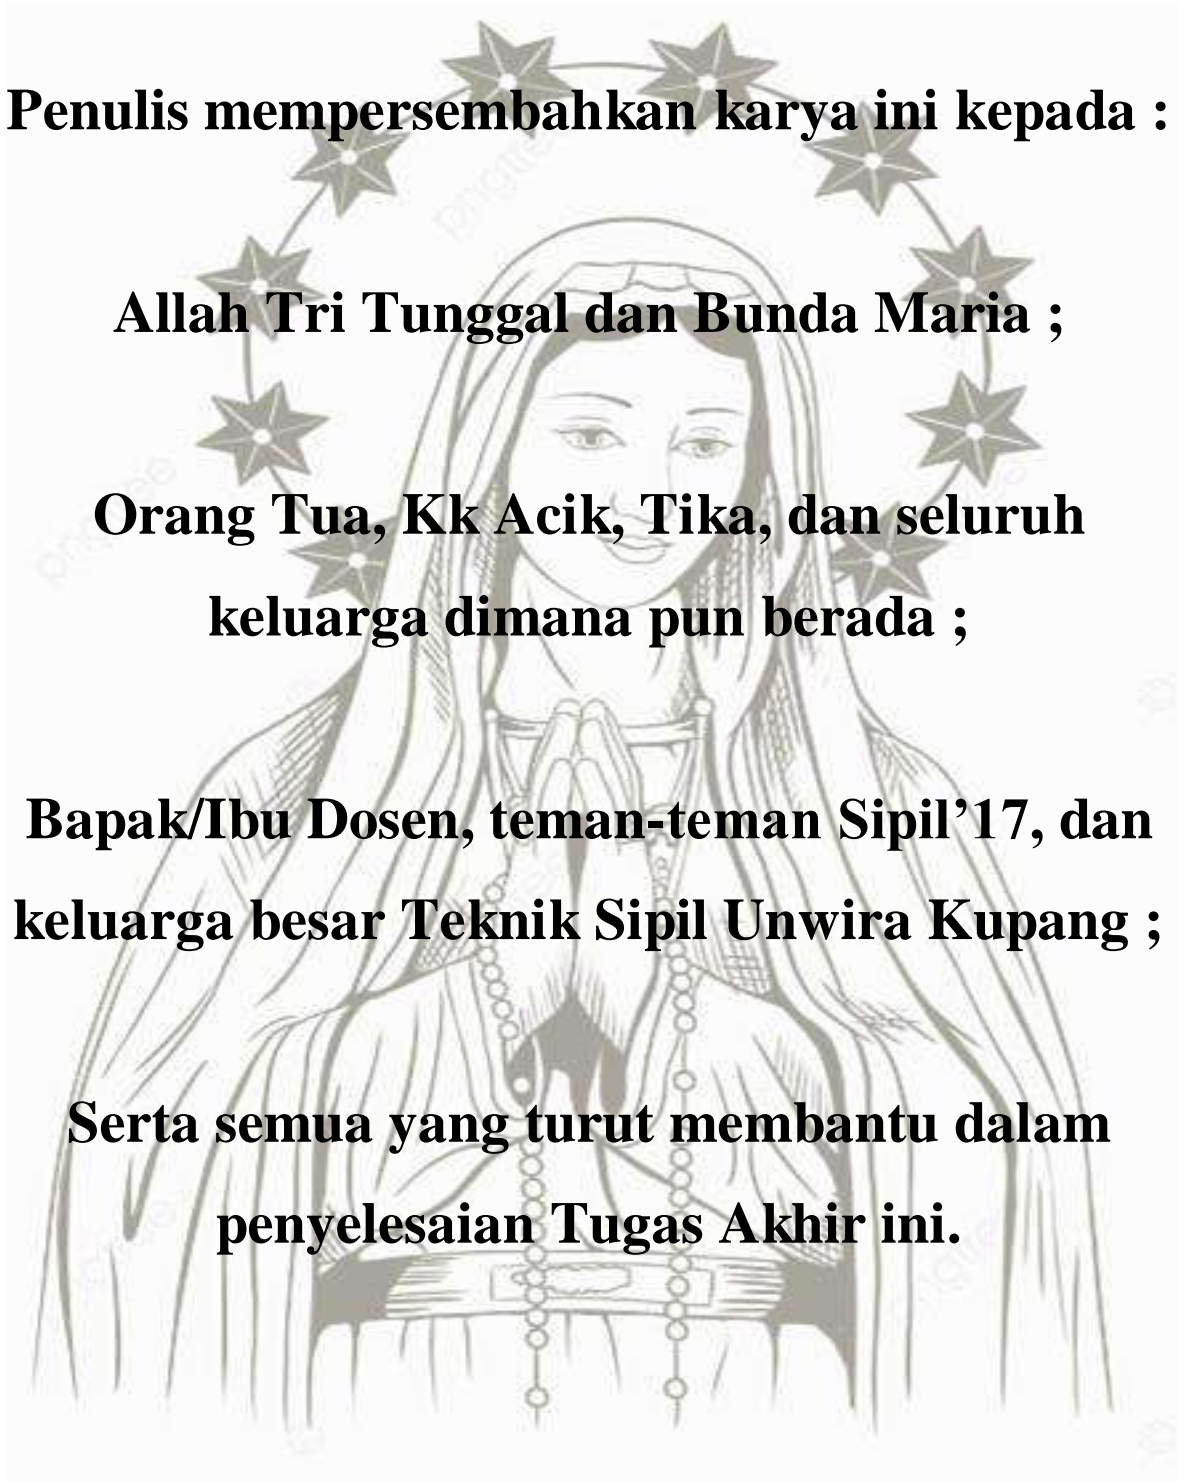 Penulis mempersembahkan karya ini kepada :
Allah Tri Tunggal dan Bunda Maria ;
Orang Tua, Kk Acik, Tika, dan seluruh
keluarga dimana pun berada ;
Bapak/Ibu Dosen, teman-teman Sipil’17, dan
keluarga besar Teknik Sipil Unwira Kupang ;
Serta semua yang turut membantu dalam
penyelesaian Tugas Akhir ini.